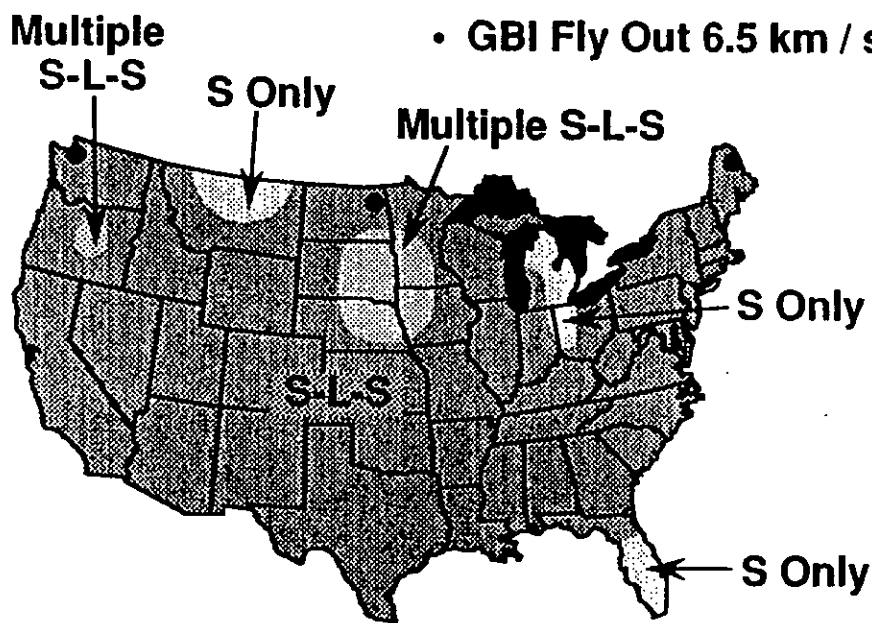 Multiple
S-L-S
• GBI Fly Out 6.5 km / s
S Only
Multiple S-L-S
S Only
S-L-S
S Only